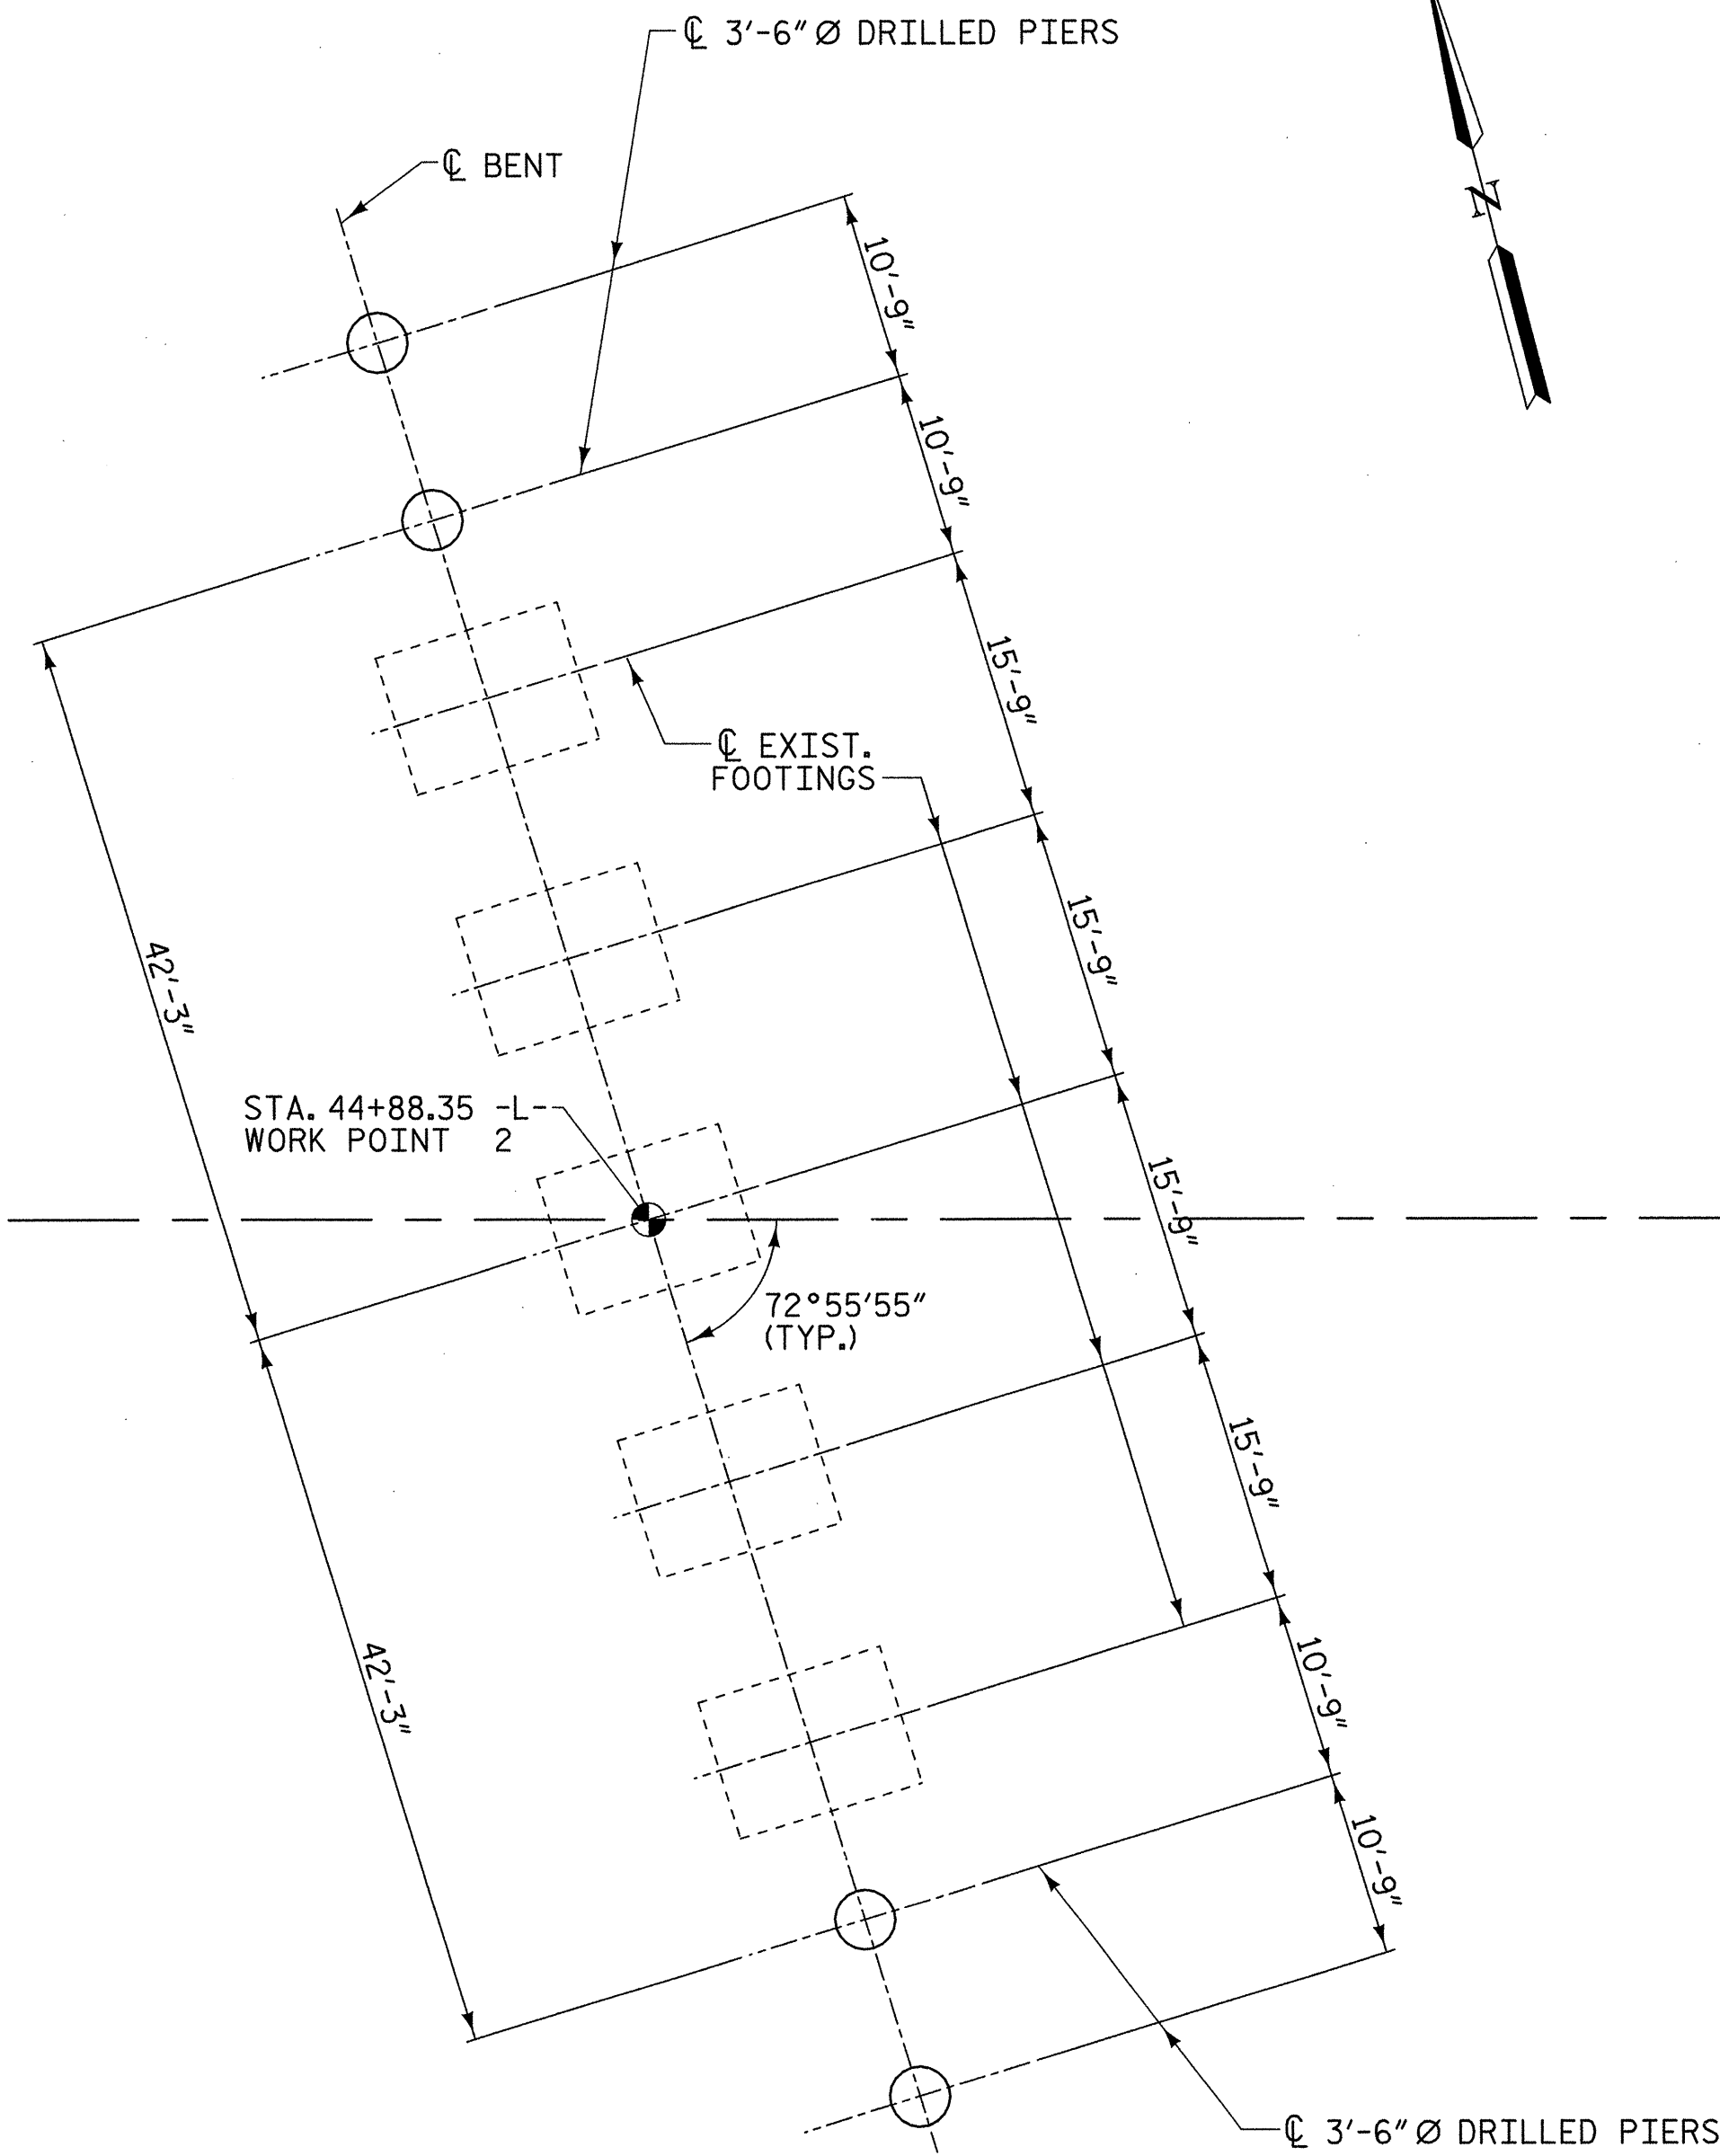 ℄ 3'-6" Ø DRILLED PIERS
℄ BENT
N
10'-9"
10'-9"
15'-9"
℄ EXIST.
FOOTINGS
15'-9"
42'-3"
STA. 44+88.35 -L-
WORK POINT 2
15'-9"
72°55'55"
(TYP.)
15'-9"
42'-3"
10'-9"
10'-9"
℄ 3'-6" Ø DRILLED PIERS